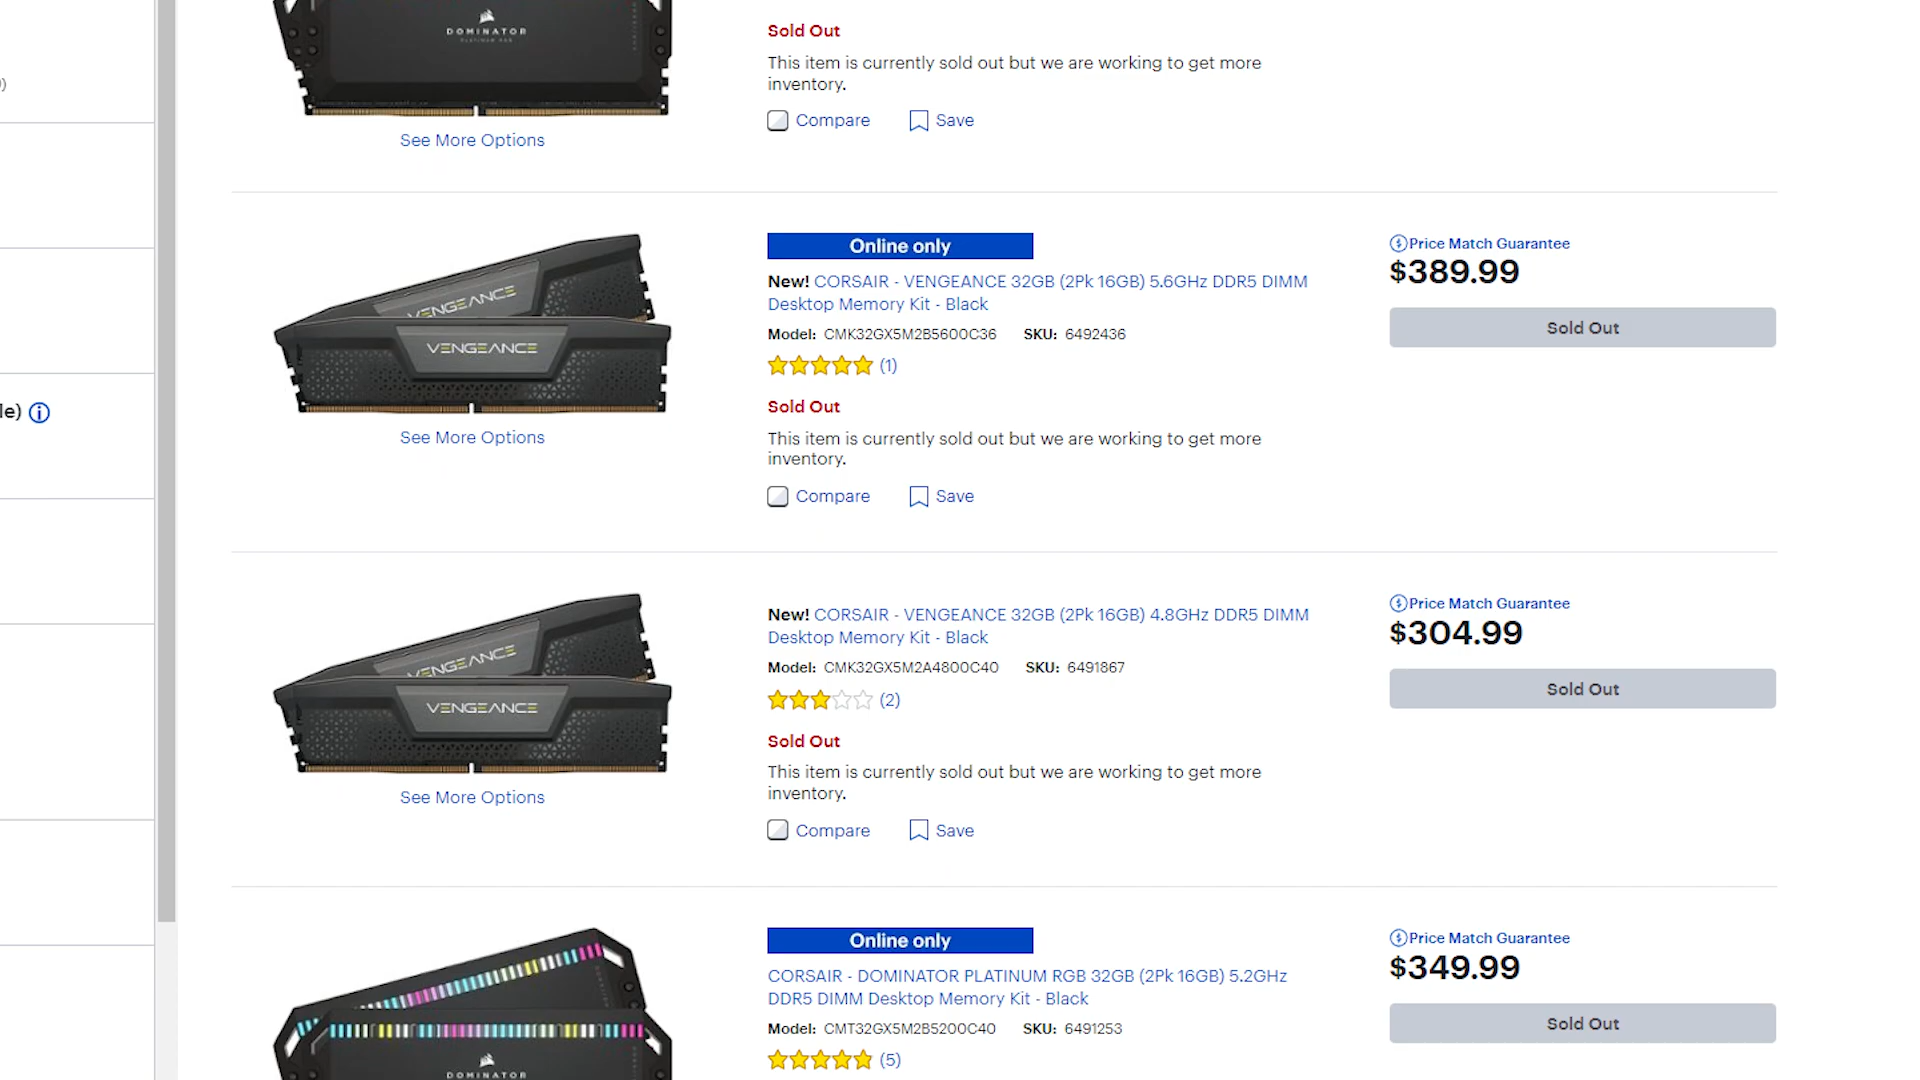 DOMINATOR
Sold Out
This item is currently sold out but we are working to get more
inventory.
Compare
Save
See More Options
VENGEANCE
VENGEANCE
See More Options
Online only
New! CORSAIR - VENGEANCE 32GB (2Pk 16GB) 5.6GHz DDR5 DIMM
Desktop Memory Kit - Black
Model: CMK32GX5M2B5600C36 SKU: 6492436
(1)
Sold Out
This item is currently sold out but we are working to get more
inventory.
Compare
Save
Price Match Guarantee
$389.99
Sold Out
le)
VENGEANCE
VENGEANCE
See More Options
New! CORSAIR - VENGEANCE 32GB (2Pk 16GB) 4.8GHz DDR5 DIMM
Desktop Memory Kit - Black
Model: CMK32GX5M2A4800C40 SKU: 6491867
(2)
Sold Out
This item is currently sold out but we are working to get more
inventory.
Compare
Save
Price Match Guarantee
$304.99
Sold Out
DOMINATOR
Online only
CORSAIR - DOMINATOR PLATINUM RGB 32GB (2Pk 16GB) 5.2GHz
DDR5 DIMM Desktop Memory Kit - Black
Model: CMT32GX5M2B5200C40 SKU: 6491253
(5)
Price Match Guarantee
$349.99
Sold Out